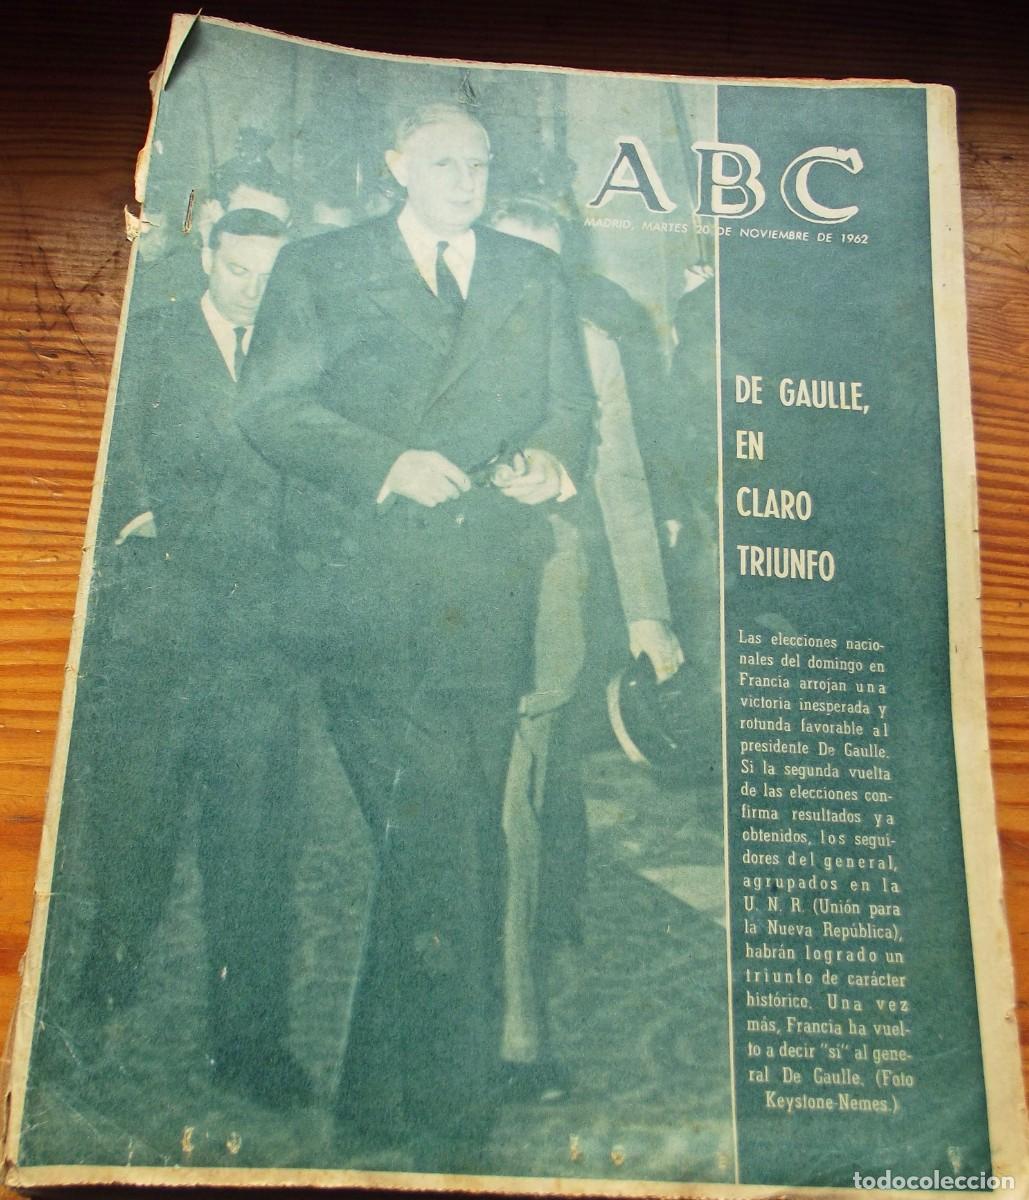 ABC
MADRID, MARTES 20 DE NOVIEMBRE DE 1962
DE GAULLE,
EN
CLARO
TRIUNFO
Las elecciones nacio-
nales del domingo en
Francia arrojan una
victoria inesperada y
rotunda favorable al
presidente De Gaulle.
Si la segunda vuelta
de las elecciones con-
firma resultados ya
obtenidos, los segui-
dores del general,
agrupados en la
U. N. R. (Unión para
la Nueva República),
habrán logrado un
triunfo de carácter
histórico. Una vez
más, Francia ha vuel-
to a decir "sí" al gene-
ral De Gaulle. (Foto
Keystone-Nemes.)
todocoleccion